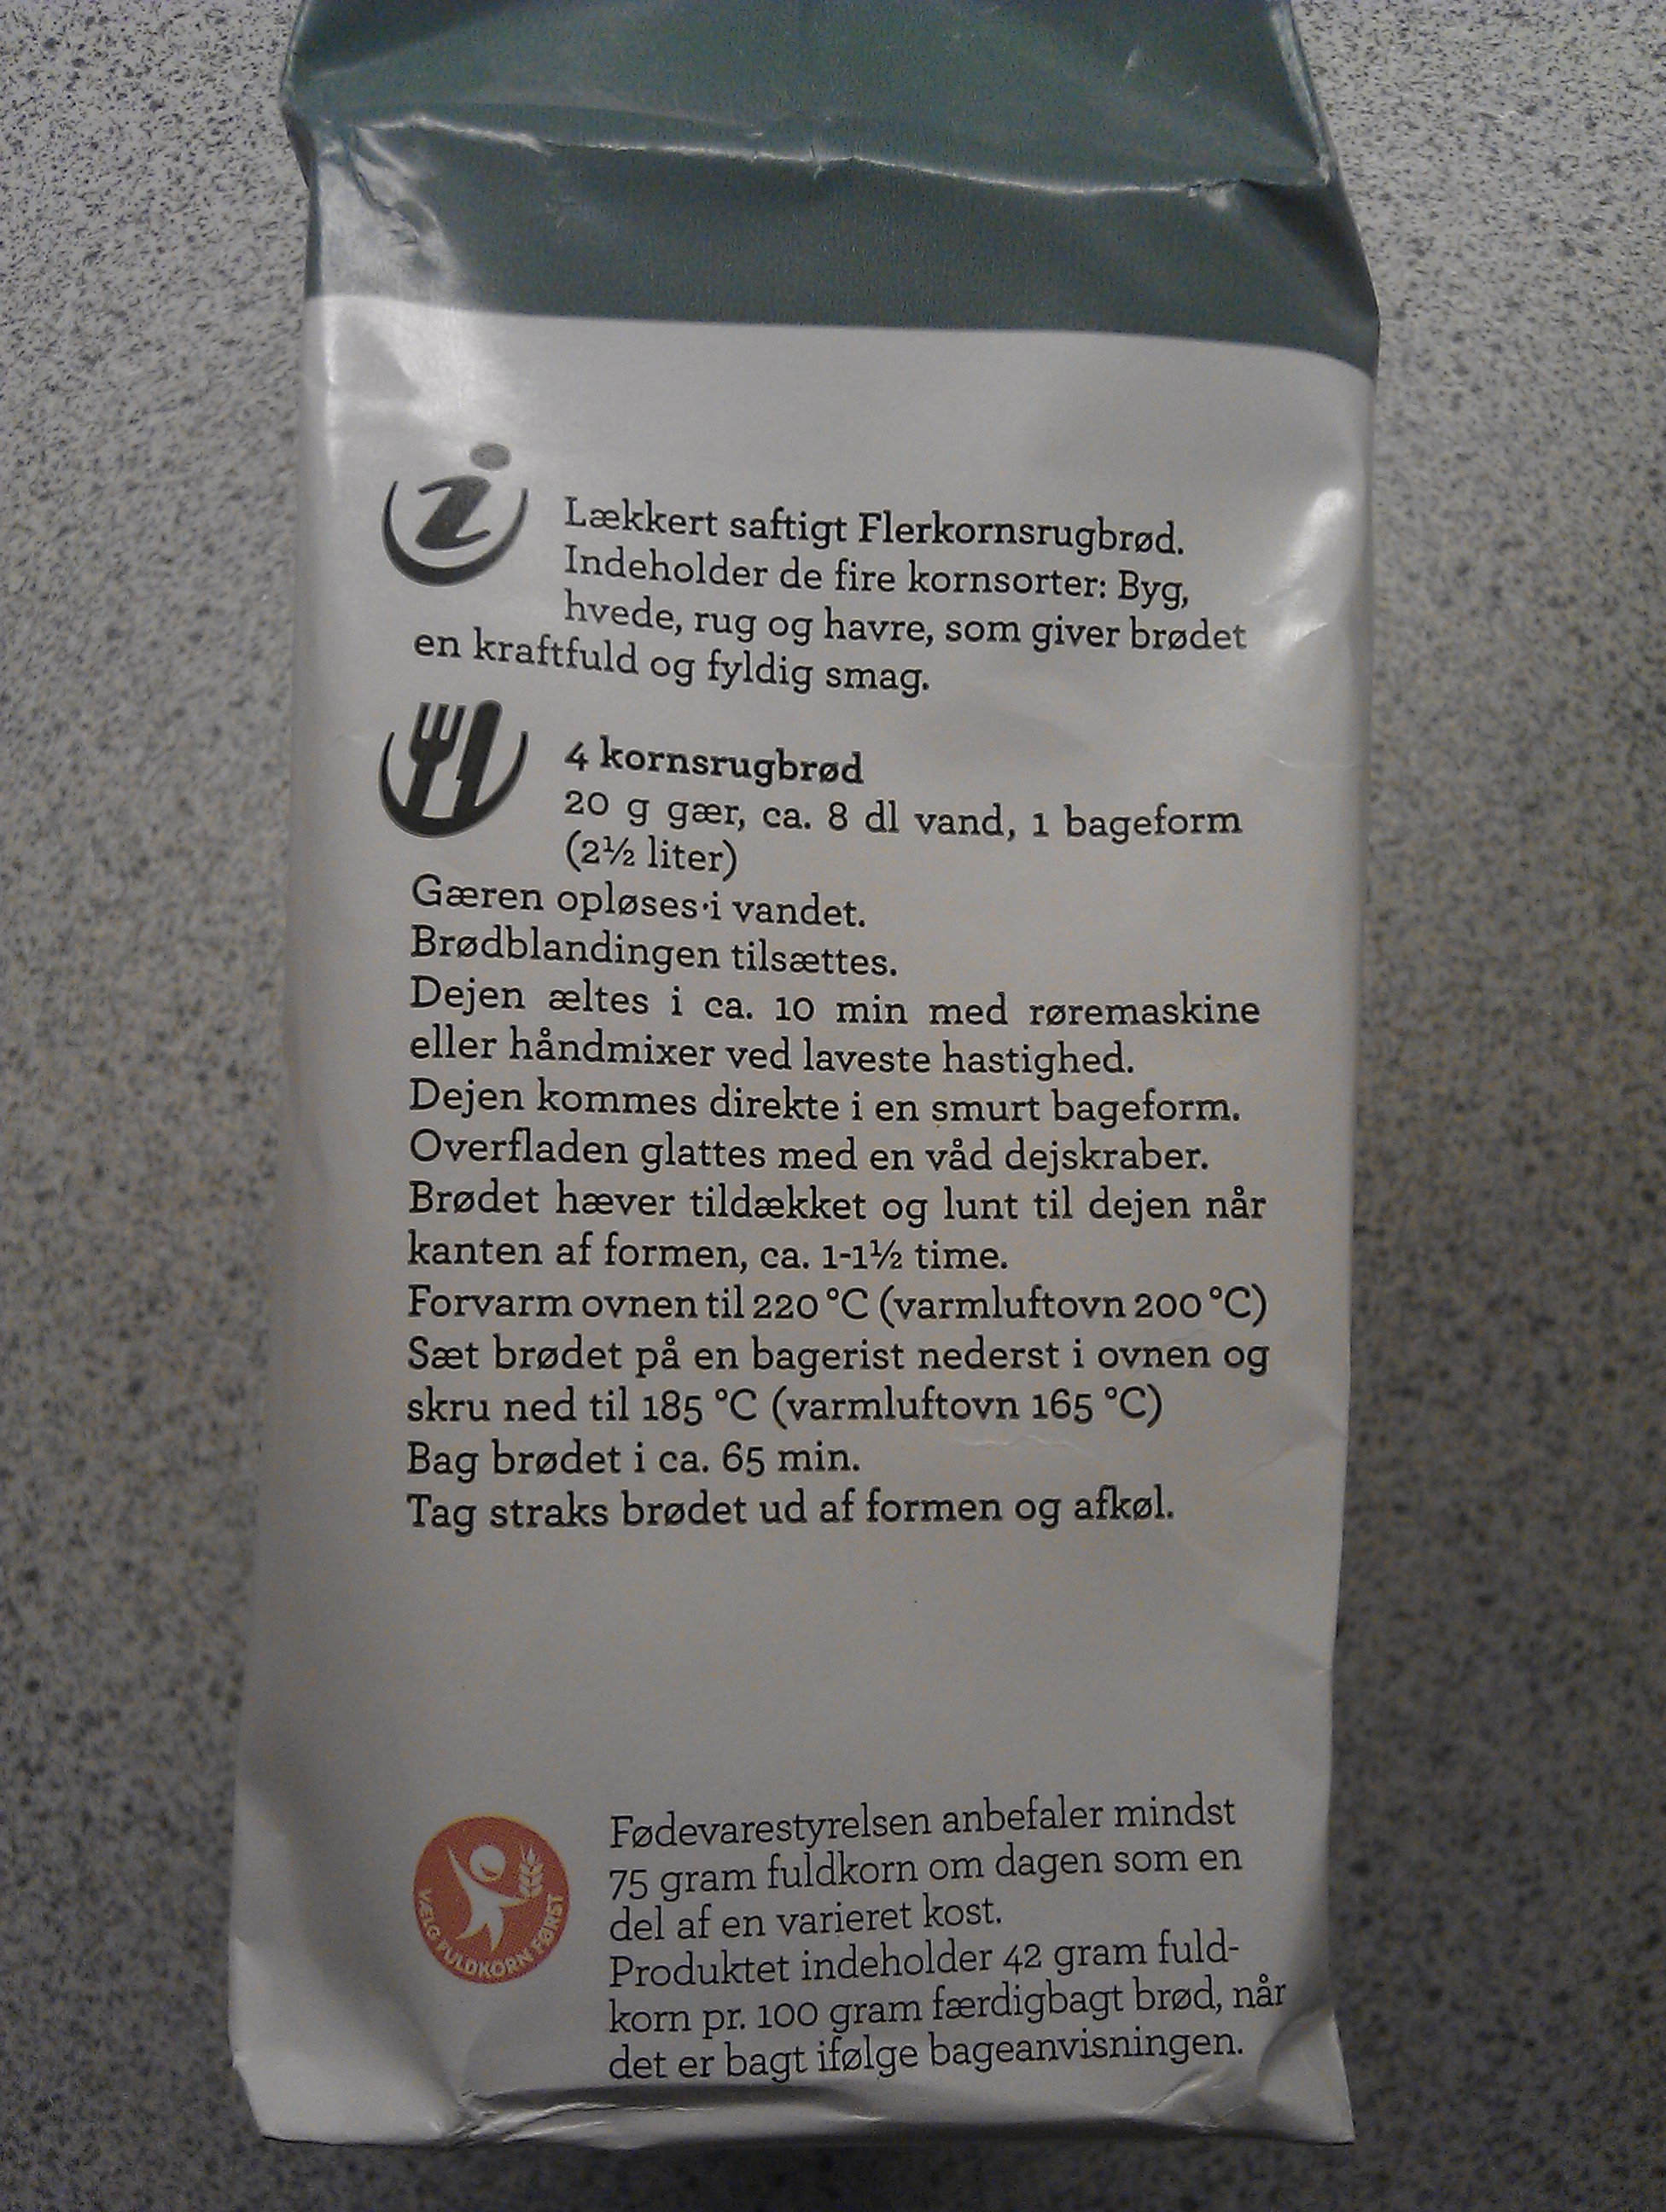 Lækkert saftigt Flerkornsrugbrød.
Indeholder de fire kornsorter: Byg,
hvede, rug og havre, som giver brødet
en kraftfuld og fyldig smag.
4 kornsrugbrød
20 g gær, ca. 8 dl vand, 1 bageform
(2½ liter)
Gæren opløses i vandet.
Brødblandingen tilsættes.
Dejen æltes i ca. 10 min med røremaskine
eller håndmixer ved laveste hastighed.
Dejen kommes direkte i en smurt bageform.
Overfladen glattes med en våd dejskraber.
Brødet hæver tildækket og lunt til dejen når
kanten af formen, ca. 1-1½ time.
Forvarm ovnen til 220 °C (varmluftovn 200 °C)
Sæt brødet på en bagerist nederst i ovnen og
skru ned til 185 °C (varmluftovn 165 °C)
Bag brødet i ca. 65 min.
Tag straks brødet ud af formen og afkøl.
VÆLG FULDKORN FØRST
Fødevarestyrelsen anbefaler mindst
75 gram fuldkorn om dagen som en
del af en varieret kost.
Produktet indeholder 42 gram fuld-
korn pr. 100 gram færdigbagt brød, når
det er bagt ifølge bageanvisningen.